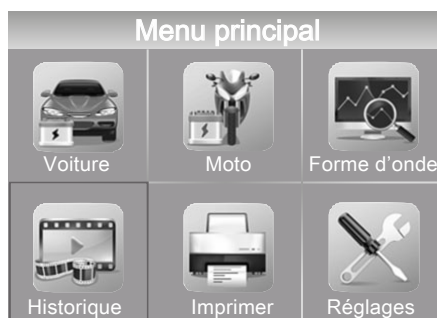 Menu principal
Voiture
Moto
Forme d'onde
Historique
Imprimer
Réglages